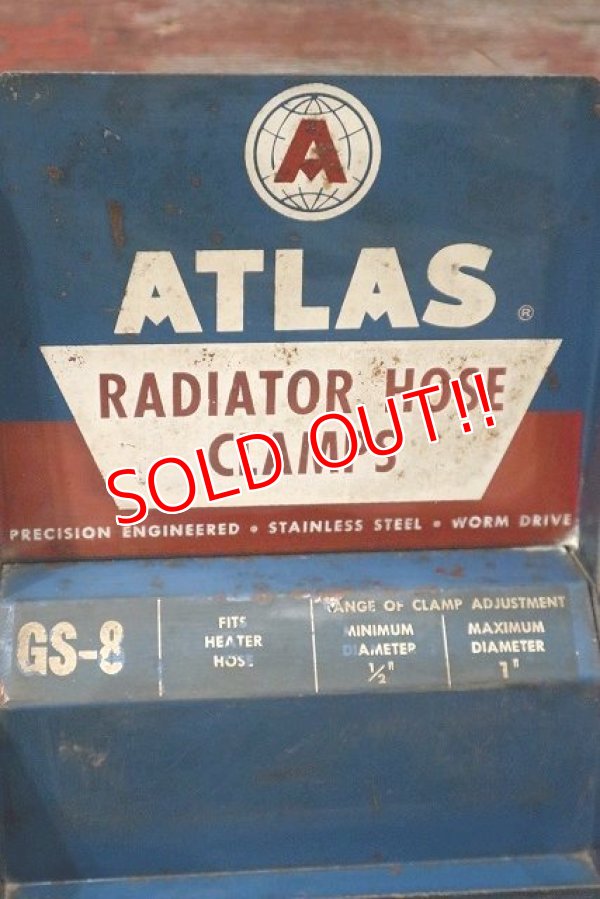 A
ATLAS ®
RADIATOR HOSE
CLAMPS
SOLD OUT!!
PRECISION ENGINEERED • STAINLESS STEEL • WORM DRIVE
GS-8
FITS
HEATER
HOSE
RANGE OF CLAMP ADJUSTMENT
MINIMUM
DIAMETER
1/2"
MAXIMUM
DIAMETER
1"